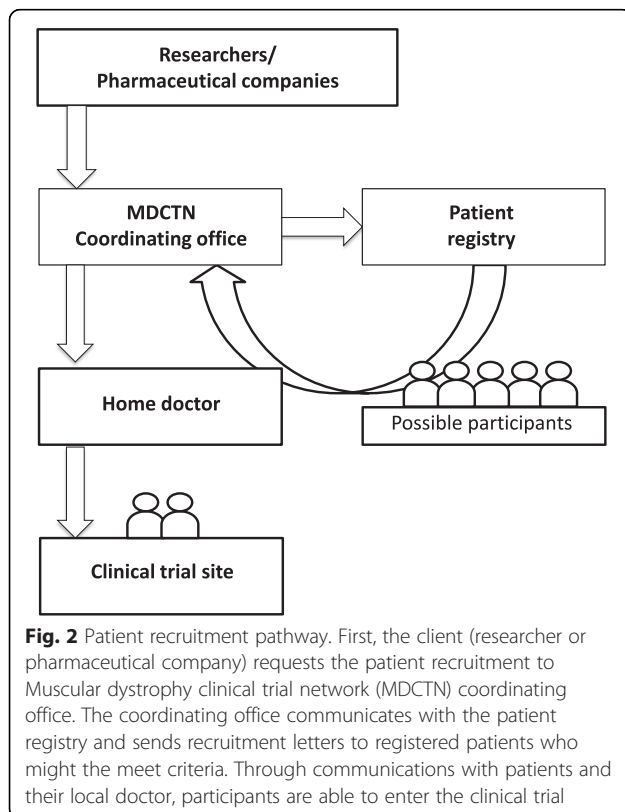 Researchers/
Pharmaceutical companies
MDCTN
Coordinating office
Patient
registry
Home doctor
Possible participants
Clinical trial site
Fig. 2 Patient recruitment pathway. First, the client (researcher or
pharmaceutical company) requests the patient recruitment to
Muscular dystrophy clinical trial network (MDCTN) coordinating
office. The coordinating office communicates with the patient
registry and sends recruitment letters to registered patients who
might the meet criteria. Through communications with patients and
their local doctor, participants are able to enter the clinical trial